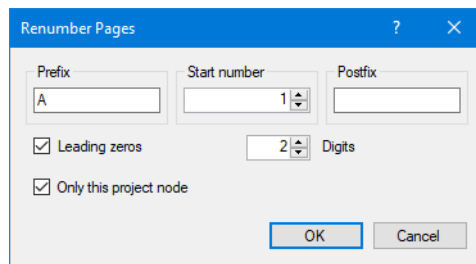 Renumber Pages
?
Prefix
Start number
Postfix
A
1
Leading zeros
2
Digits
Only this project node
OK
Cancel